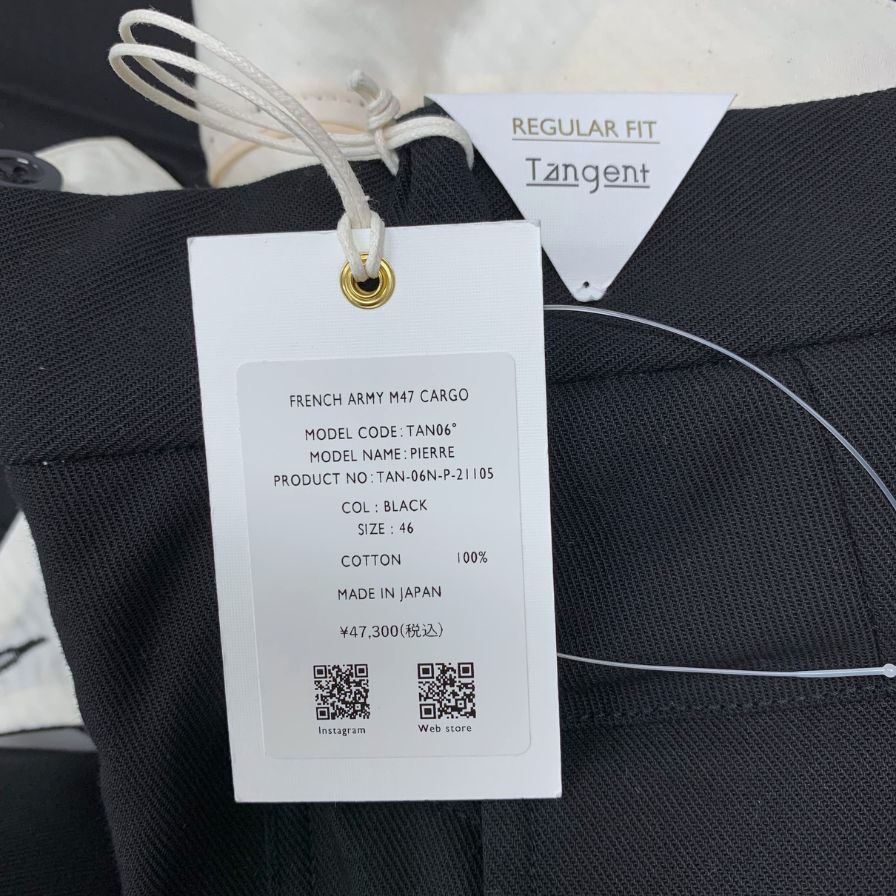 REGULAR FIT
Tangent
FRENCH ARMY M47 CARGO
MODEL CODE : TAN06°
MODEL NAME : PIERRE
PRODUCT NO : TAN-06N-P-21105
COL : BLACK
SIZE : 46
COTTON 100%
MADE IN JAPAN
¥47,300(税込)
Instagram Web store